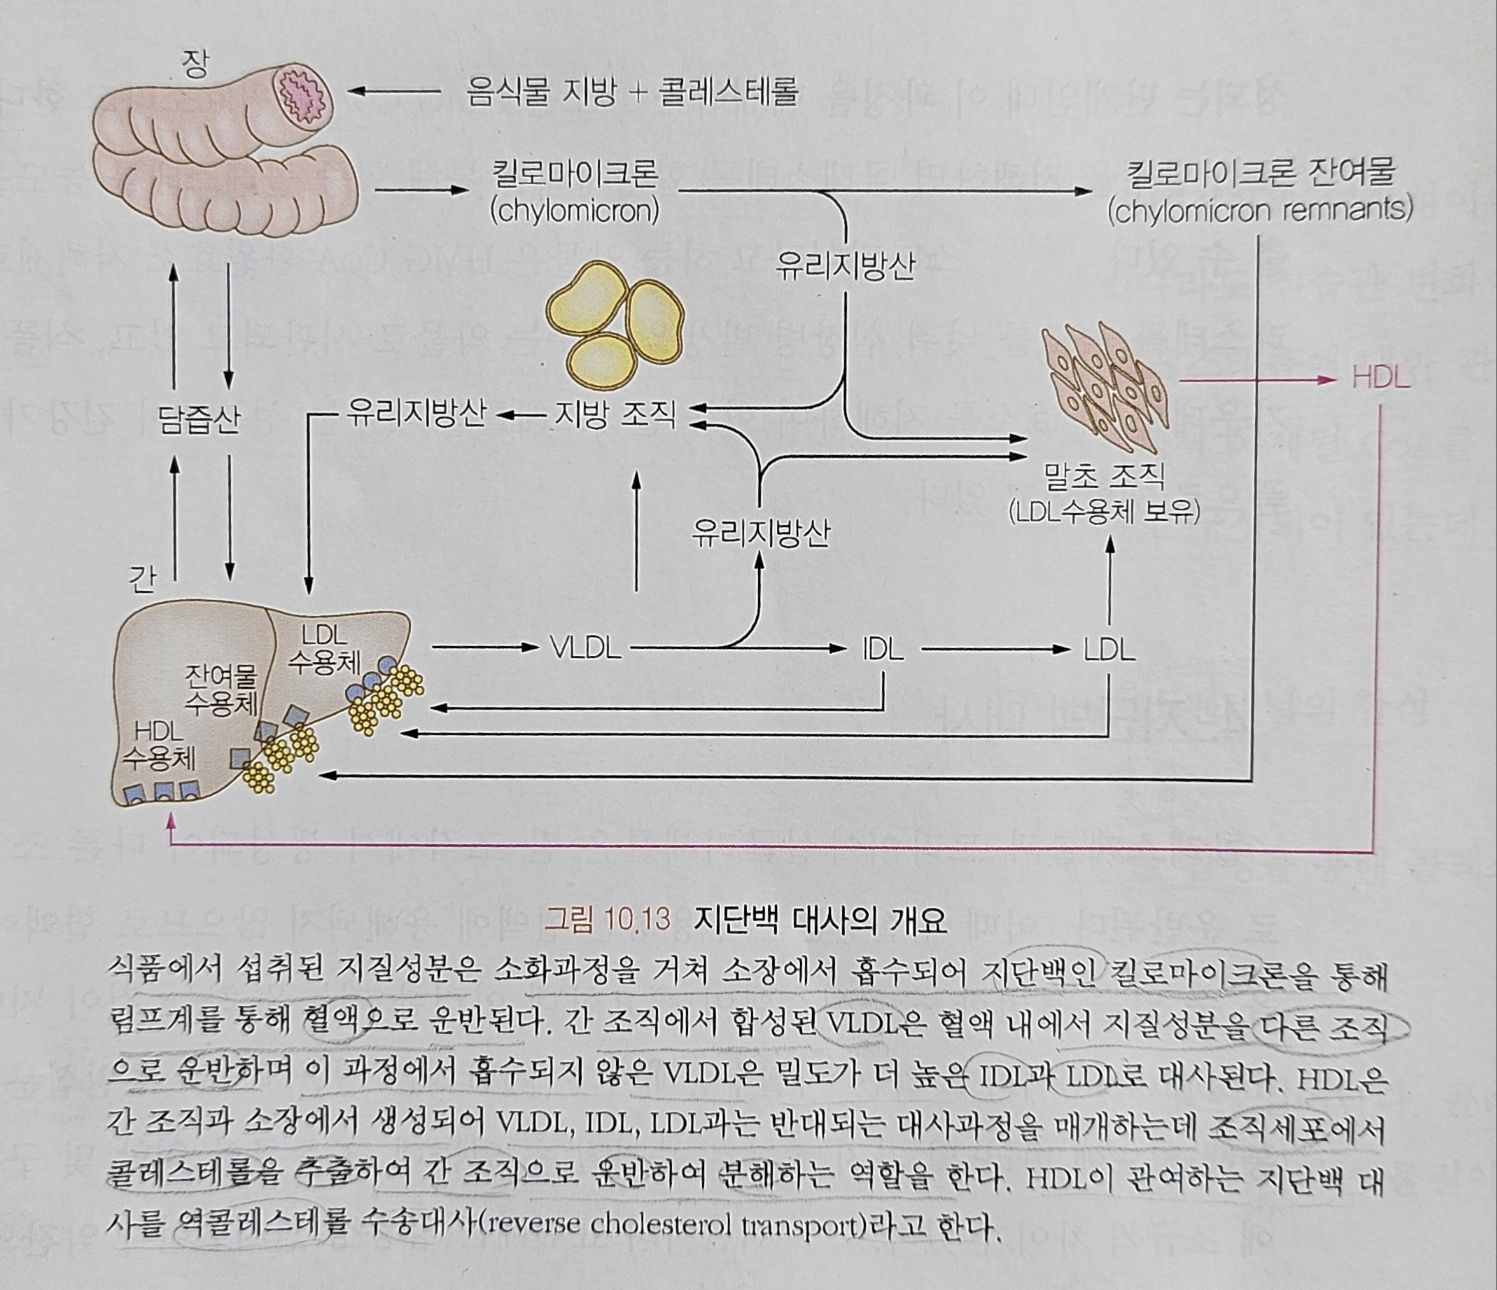 장
음식물 지방 + 콜레스테롤
킬로마이크론
(chylomicron)
킬로마이크론 잔여물
(chylomicron remnants)
유리지방산
담즙산
유리지방산
지방 조직
HDL
말초 조직
(LDL수용체 보유)
유리지방산
간
LDL
수용체
잔여물
수용체
HDL
수용체
VLDL
IDL
LDL
그림 10.13 지단백 대사의 개요
식품에서 섭취된 지질성분은 소화과정을 거쳐 소장에서 흡수되어 지단백인 킬로마이크론을 통해
림프계를 통해 혈액으로 운반된다. 간 조직에서 합성된 VLDL은 혈액 내에서 지질성분을 다른 조직
으로 운반하며 이 과정에서 흡수되지 않은 VLDL은 밀도가 더 높은 IDL과 LDL로 대사된다. HDL은
간 조직과 소장에서 생성되어 VLDL, IDL, LDL과는 반대되는 대사과정을 매개하는데 조직세포에서
콜레스테롤을 추출하여 간 조직으로 운반하여 분해하는 역할을 한다. HDL이 관여하는 지단백 대
사를 역콜레스테롤 수송대사(reverse cholesterol transport)라고 한다.